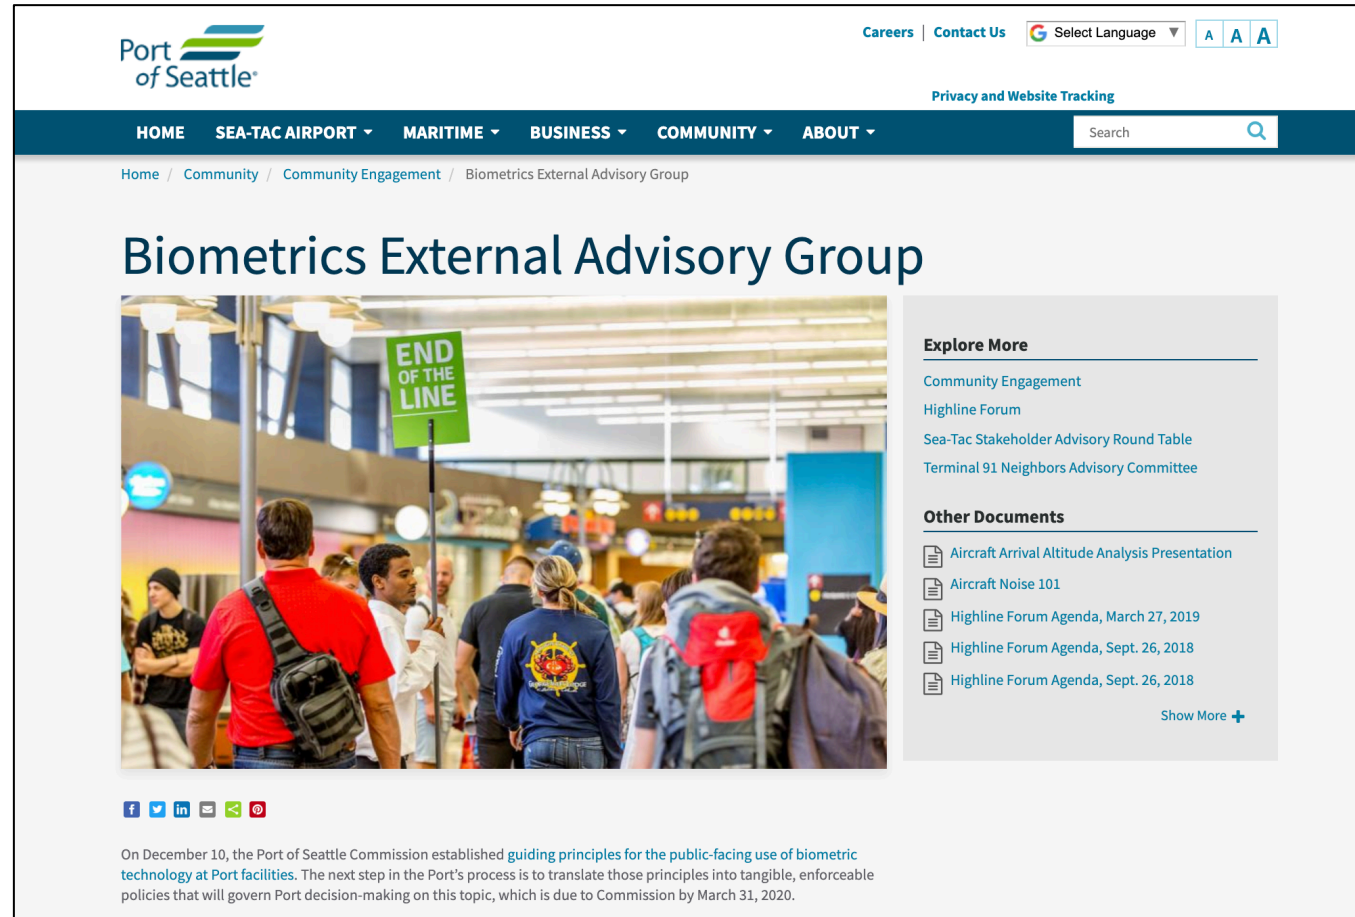 Port
of Seattle
Careers | Contact Us
Select Language ▼
A A A
Privacy and Website Tracking
HOME SEA-TAC AIRPORT MARITIME BUSINESS COMMUNITY ABOUT
Search
Home / Community / Community Engagement / Biometrics External Advisory Group
Biometrics External Advisory Group
END
OF THE
LINE
Explore More
Community Engagement
Highline Forum
Sea-Tac Stakeholder Advisory Round Table
Terminal 91 Neighbors Advisory Committee
Other Documents
Aircraft Arrival Altitude Analysis Presentation
Aircraft Noise 101
Highline Forum Agenda, March 27, 2019
Highline Forum Agenda, Sept. 26, 2018
Highline Forum Agenda, Sept. 26, 2018
Show More
On December 10, the Port of Seattle Commission established guiding principles for the public-facing use of biometric
technology at Port facilities. The next step in the Port's process is to translate those principles into tangible, enforceable
policies that will govern Port decision-making on this topic, which is due to Commission by March 31, 2020.